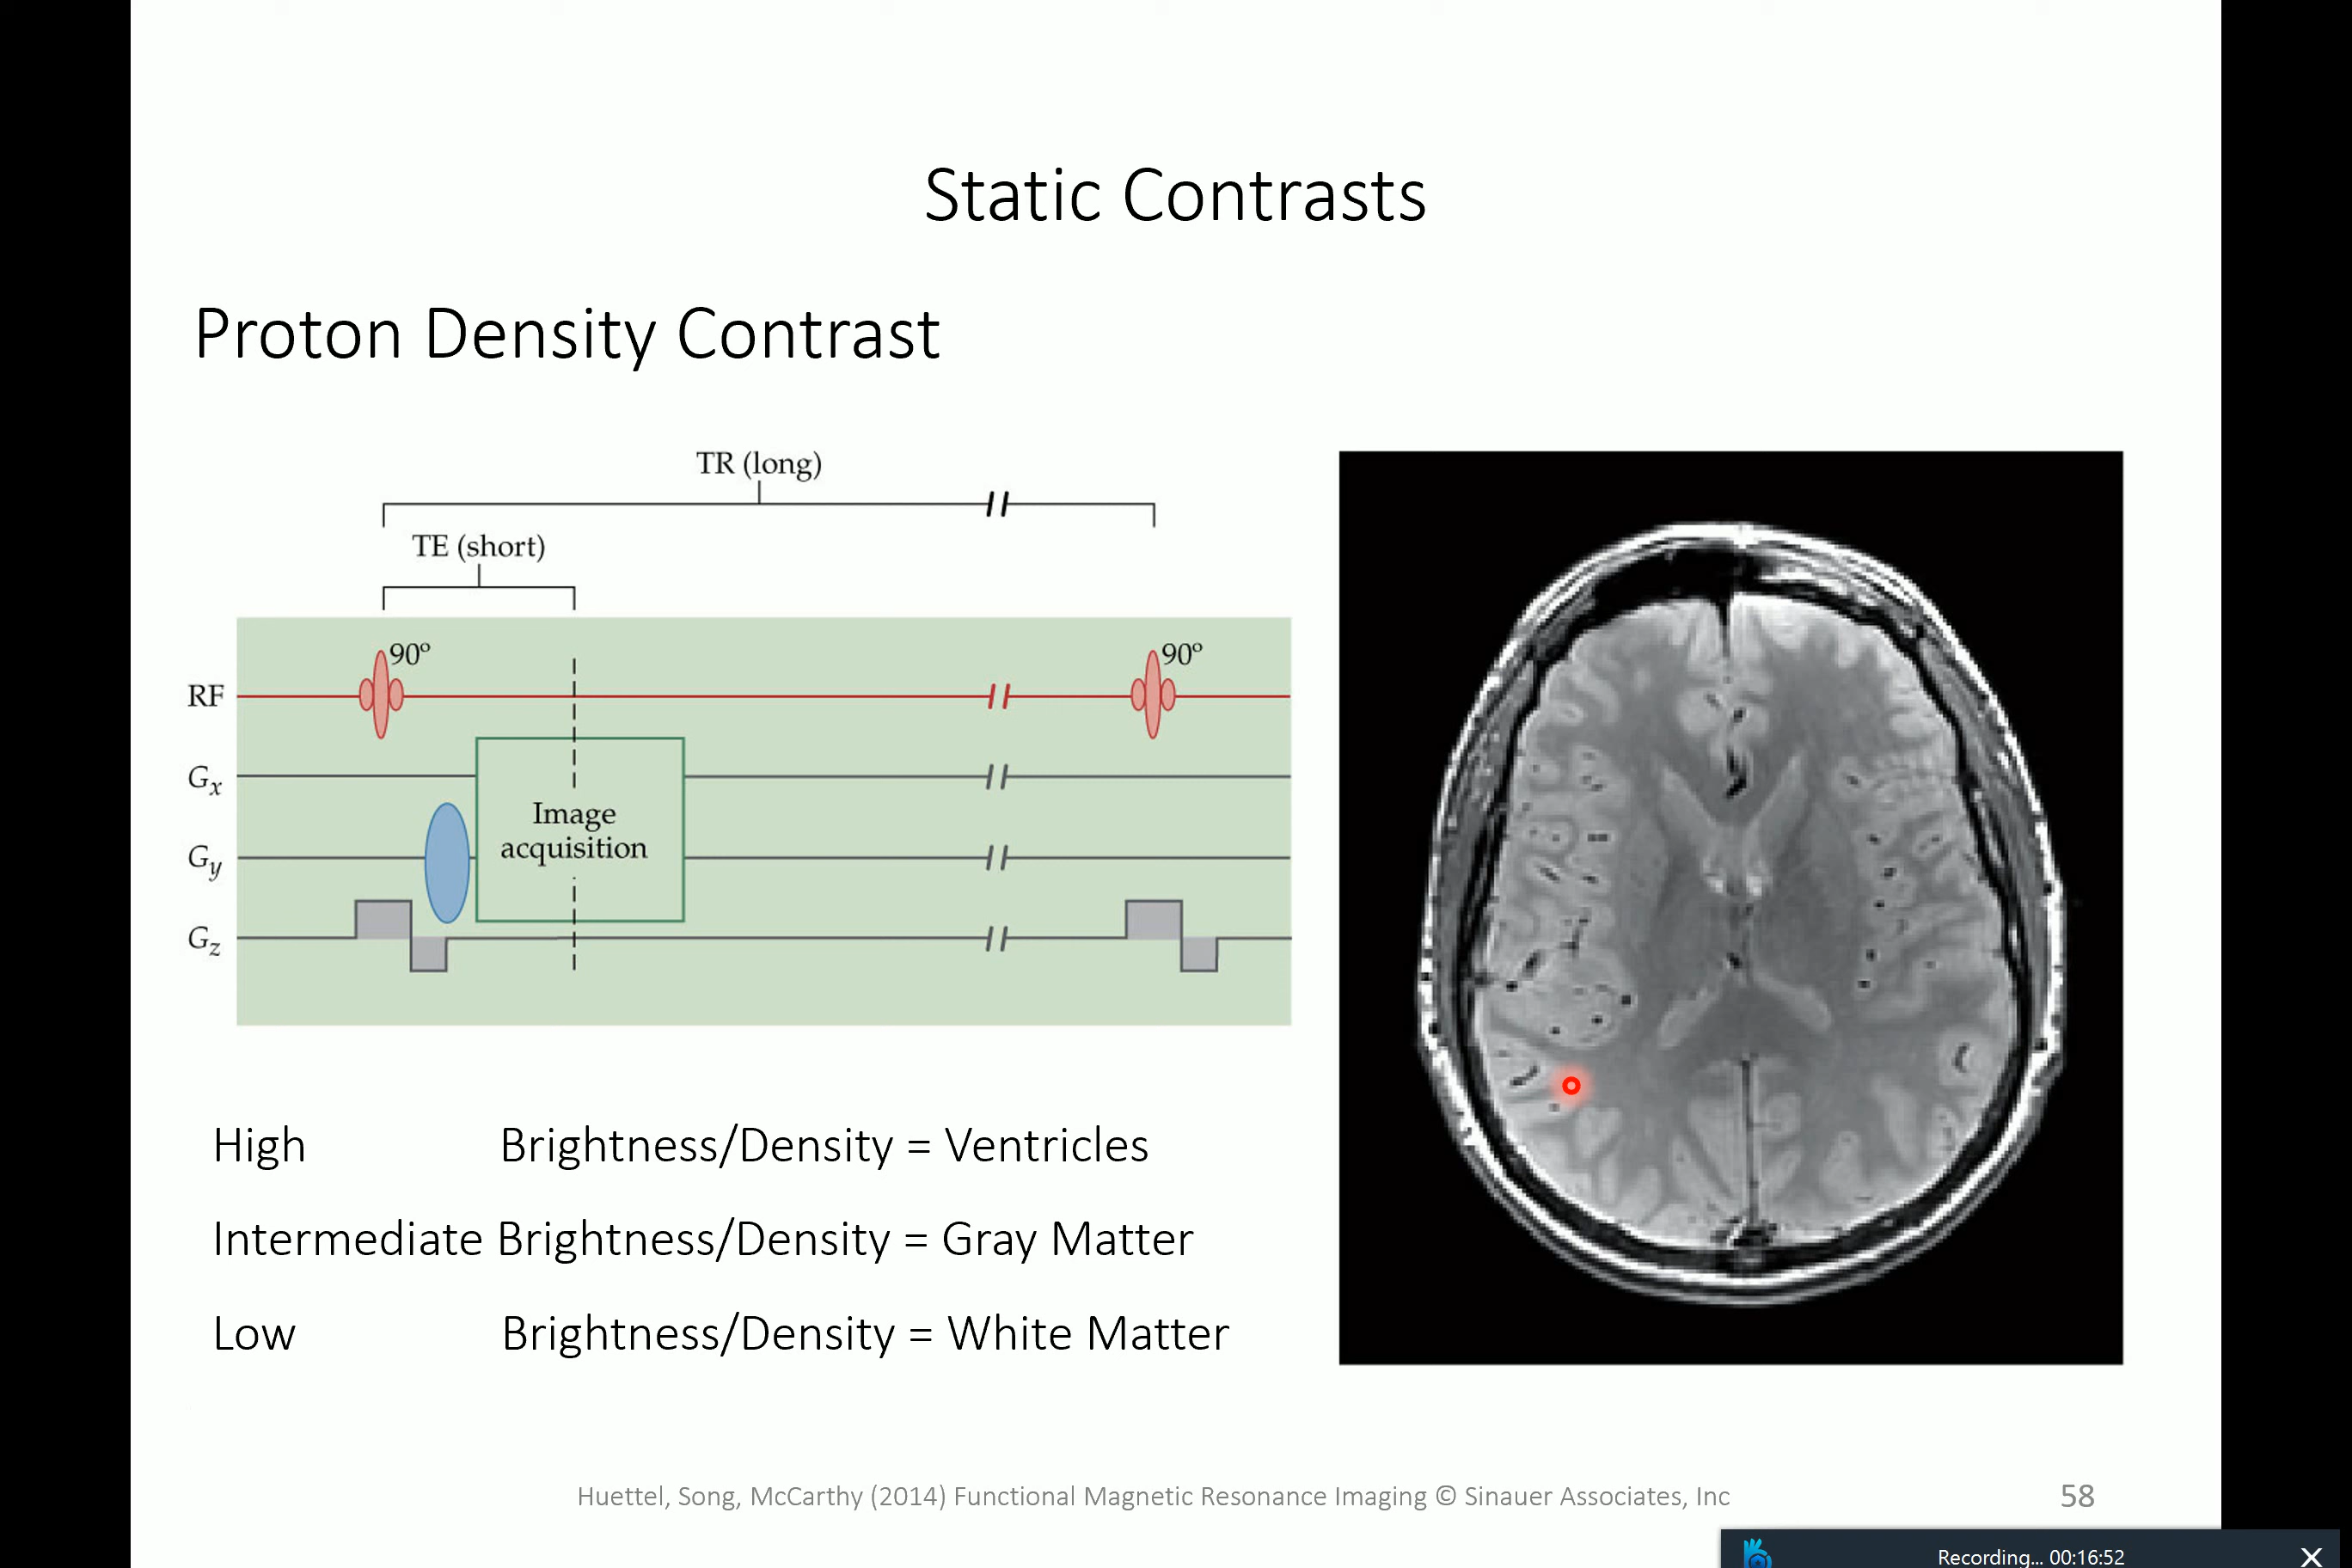 Static Contrasts
Proton Density Contrast
TR (long)
TE (short)
90º
90º
RF
Gx
Image
acquisition
Gy
Gz
High Brightness/Density = Ventricles
Intermediate Brightness/Density = Gray Matter
Low Brightness/Density = White Matter
Huettel, Song, McCarthy (2014) Functional Magnetic Resonance Imaging © Sinauer Associates, Inc
58
Recording... 00:16:52